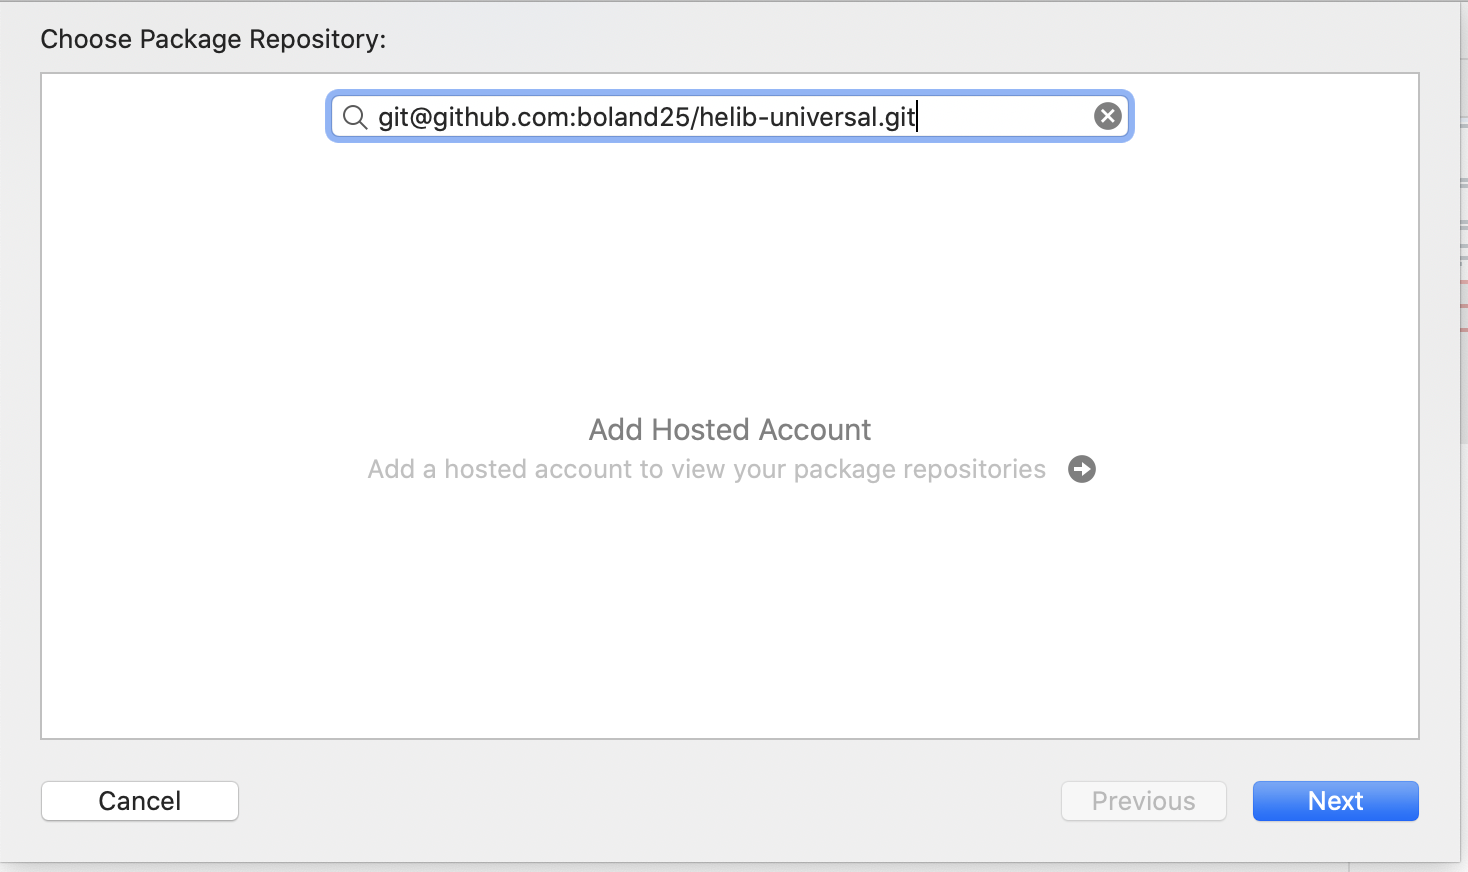 Choose Package Repository:
git@github.com:boland25/helib-universal.git
Add Hosted Account
Add a hosted account to view your package repositories
Cancel
Previous
Next